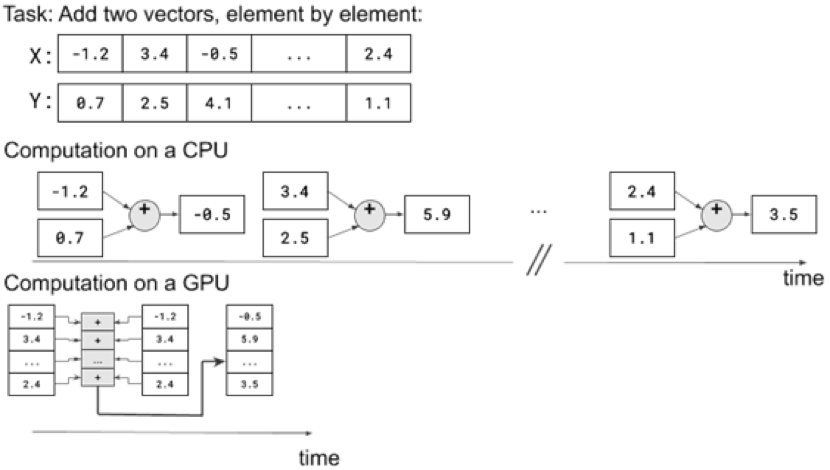 Task: Add two vectors, element by element:
X: -1.2 3.4 -0.5 ... 2.4
Y: 0.7 2.5 4.1 ... 1.1
Computation on a CPU
-1.2 3.4 2.4
+ -0.5 + 5.9 ... + 3.5
0.7 2.5 1.1
//
time
Computation on a GPU
-1.2 + -1.2 -0.5
3.4 + 3.4 5.9
... ... ... ...
2.4 + 2.4 3.5
time